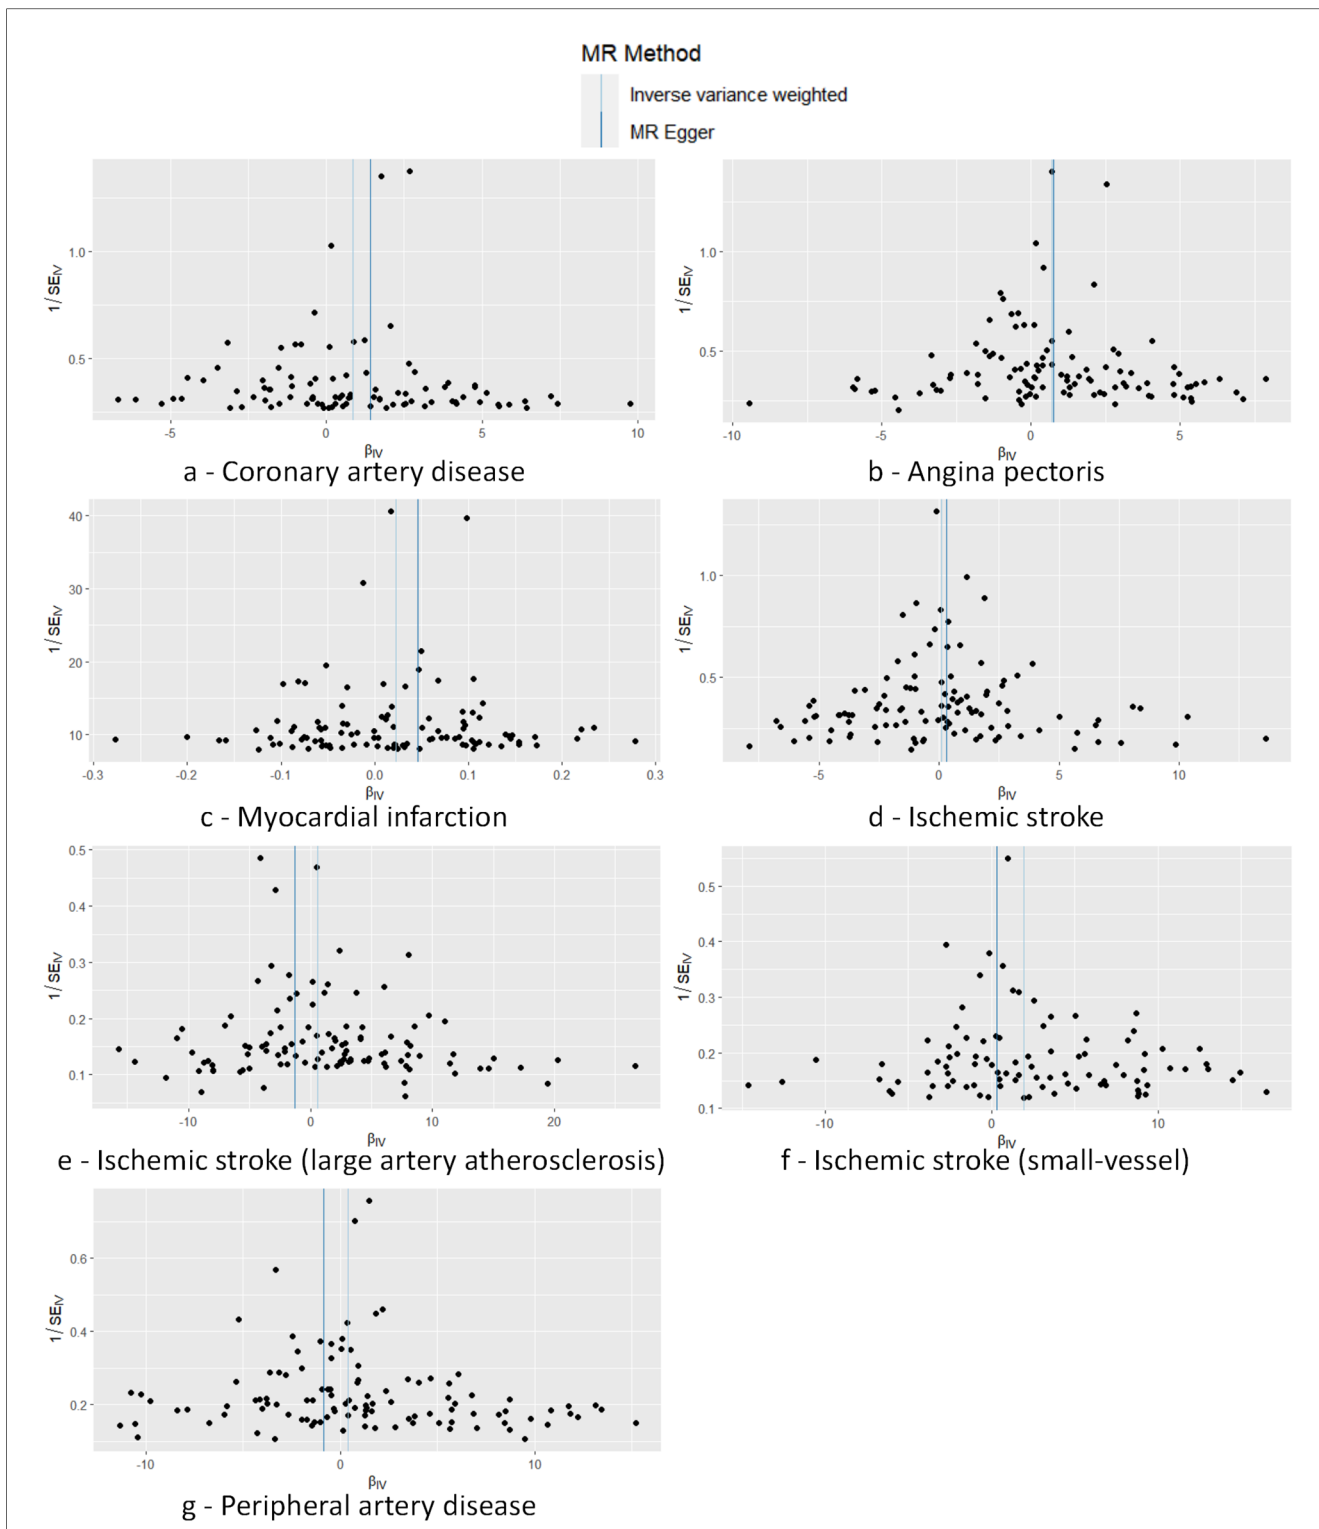 MR Method
Inverse variance weighted
MR Egger
1/SE_IV
1.0
0.5
-5 0 5 10
β_IV
a - Coronary artery disease
1/SE_IV
1.0
0.5
-10 -5 0 5
β_IV
b - Angina pectoris
1/SE_IV
40
30
20
10
-0.3 -0.2 -0.1 0.0 0.1 0.2 0.3
β_IV
c - Myocardial infarction
1/SE_IV
1.0
0.5
-5 0 5 10
β_IV
d - Ischemic stroke
1/SE_IV
0.5
0.4
0.3
0.2
0.1
-10 0 10 20
β_IV
e - Ischemic stroke (large artery atherosclerosis)
1/SE_IV
0.5
0.4
0.3
0.2
0.1
-10 0 10
β_IV
f - Ischemic stroke (small-vessel)
1/SE_IV
0.6
0.4
0.2
-10 0 10
β_IV
g - Peripheral artery disease